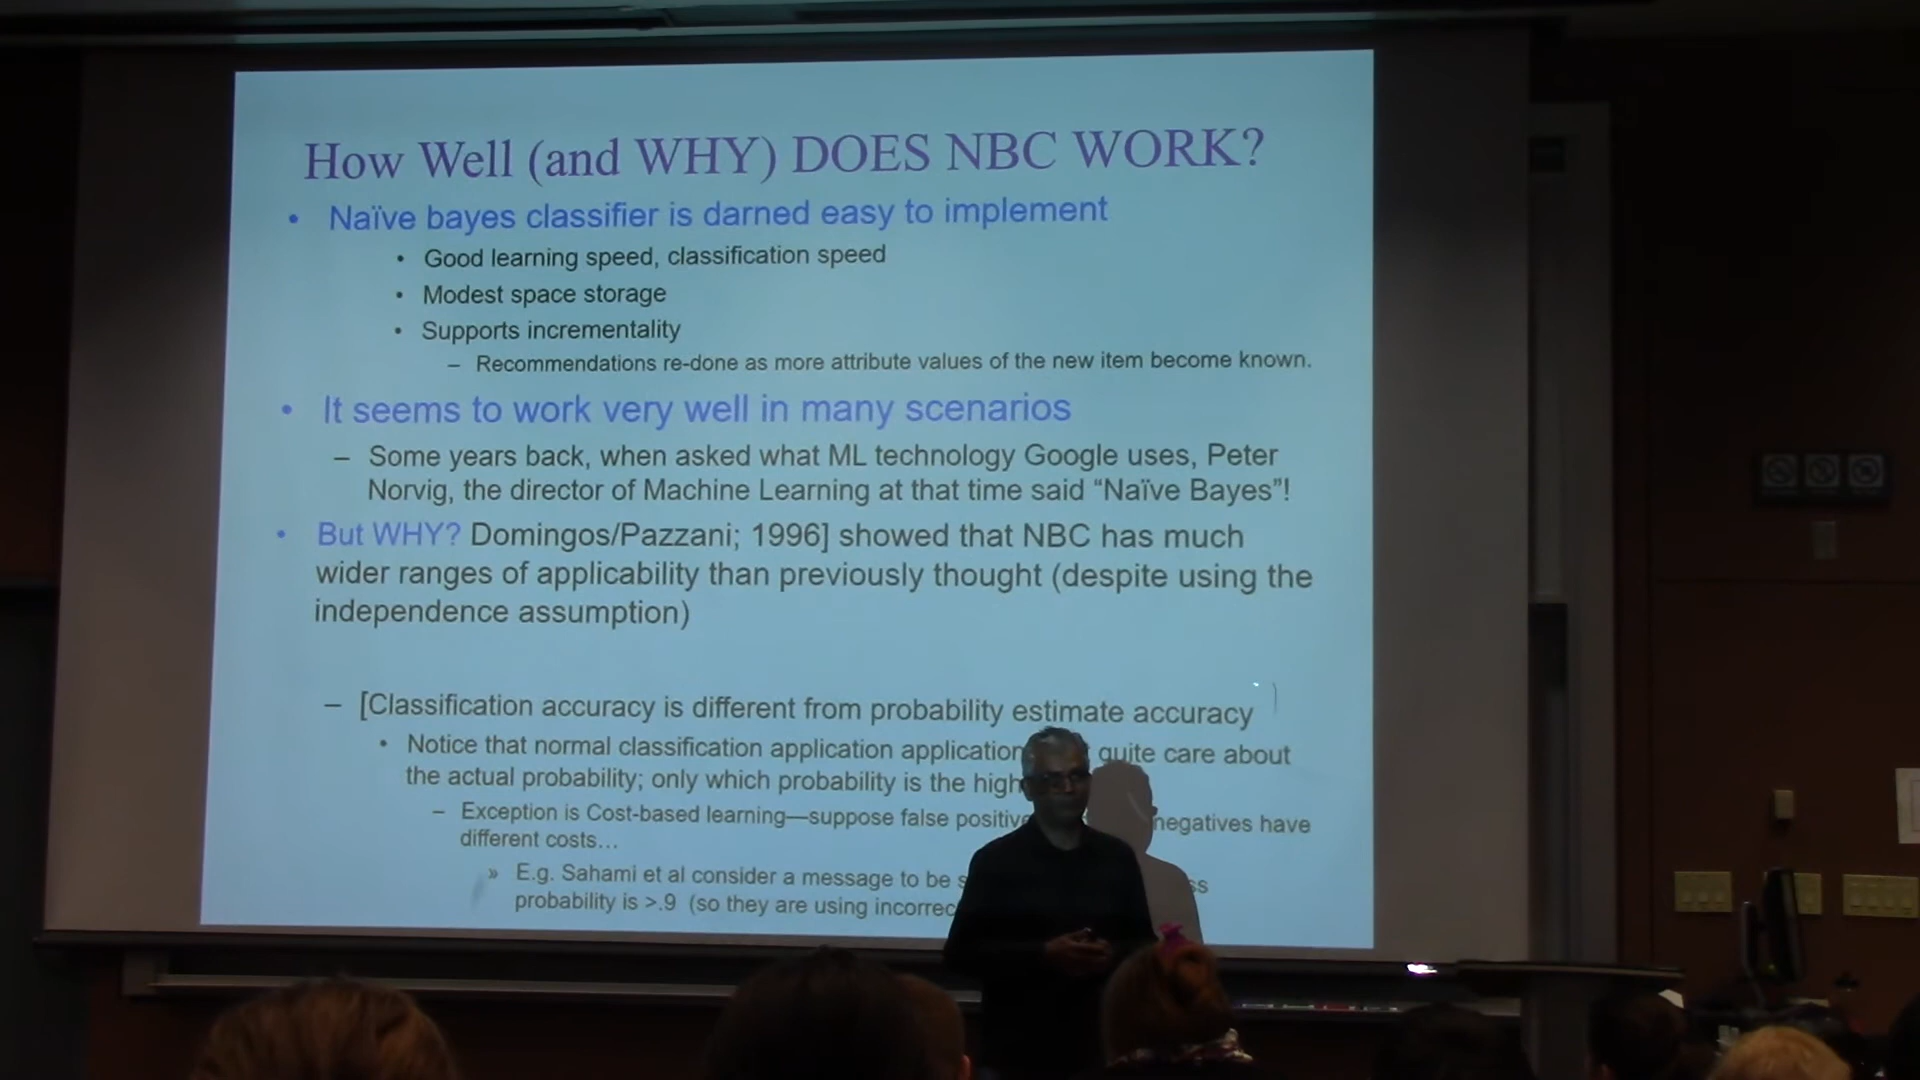 How Well (and WHY) DOES NBC WORK?
• Naïve bayes classifier is darned easy to implement
• Good learning speed, classification speed
• Modest space storage
• Supports incrementality
– Recommendations re-done as more attribute values of the new item become known.
• It seems to work very well in many scenarios
– Some years back, when asked what ML technology Google uses, Peter
Norvig, the director of Machine Learning at that time said “Naïve Bayes”!
• But WHY? Domingos/Pazzani; 1996] showed that NBC has much
wider ranges of applicability than previously thought (despite using the
independence assumption)
– [Classification accuracy is different from probability estimate accuracy
• Notice that normal classification application application quite care about
the actual probability; only which probability is the high
– Exception is Cost-based learning—suppose false positive negatives have
different costs…
» E.g. Sahami et al consider a message to be s ss
probability is >.9 (so they are using incorrec